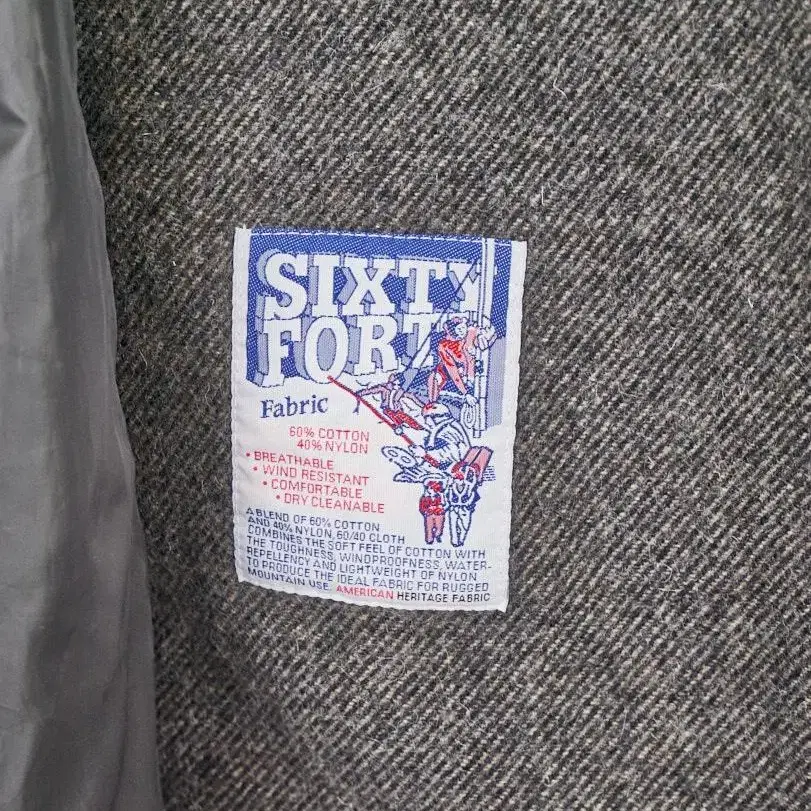 SIXTY
FORTY
Fabric
60% COTTON
40% NYLON
• BREATHABLE
• WIND RESISTANT
• COMFORTABLE
• DRY CLEANABLE
A BLEND OF 60% COTTON
AND 40% NYLON, 60/40 CLOTH
COMBINES THE SOFT FEEL OF COTTON WITH
THE TOUGHNESS, WINDPROOFNESS, WATER-
REPELLENCY AND LIGHTWEIGHT OF NYLON
TO PRODUCE THE IDEAL FABRIC FOR RUGGED
MOUNTAIN USE. AMERICAN HERITAGE FABRIC